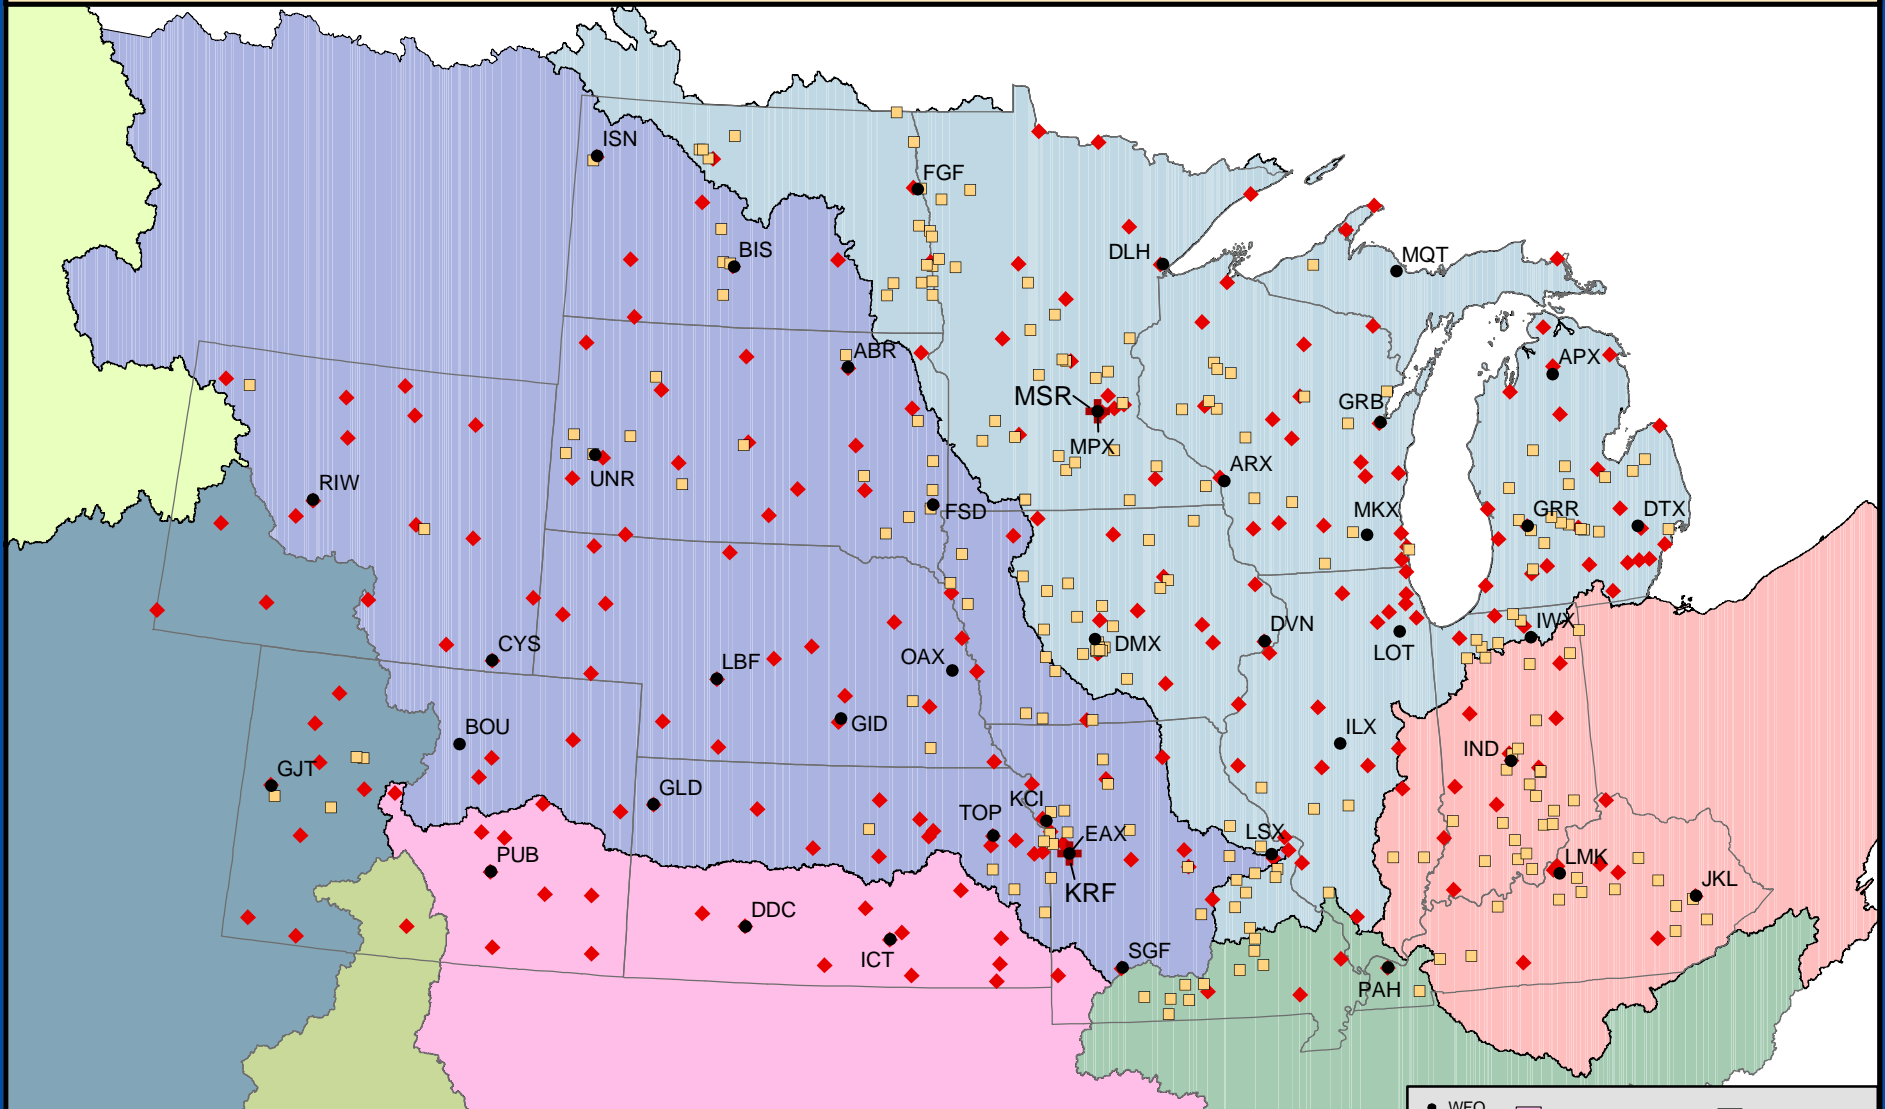 ISN
FGF
BIS
DLH
MQT
ABR
APX
MSR
GRB
MPX
ARX
UNR
RIW
FSD
MKX
GRR
DTX
IWX
DVN
DMX
LOT
CYS
LBF
OAX
GID
BOU
ILX
IND
GJT
GLD
KCI
TOP
EAX
LSX
PUB
KRF
LMK
JKL
DDC
ICT
SGF
PAH
WFO